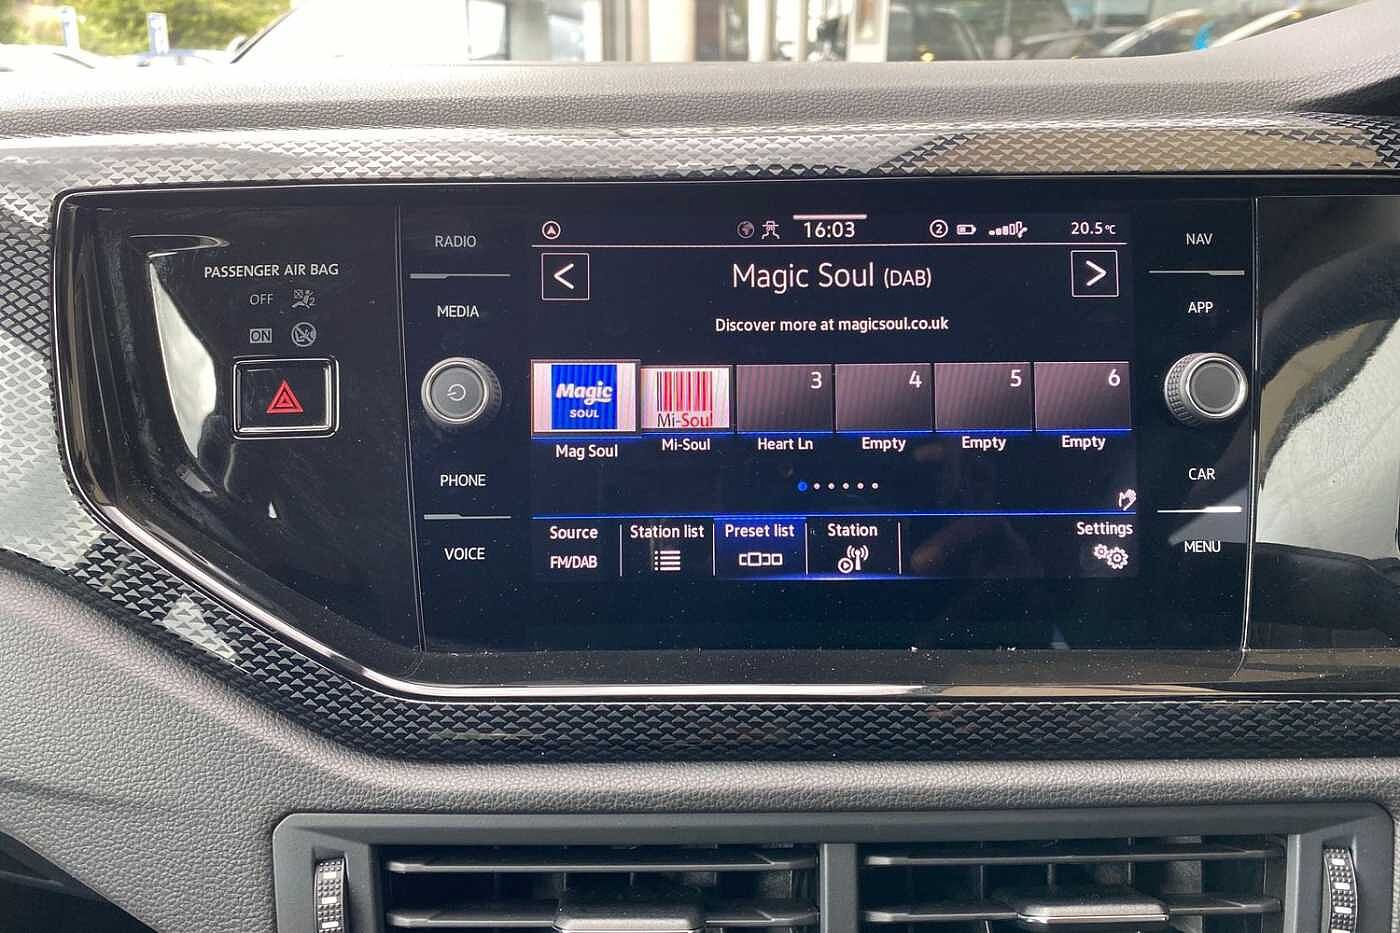 PASSENGER AIR BAG
OFF 2
ON
RADIO
MEDIA
PHONE
VOICE
16:03
2
20.5°C
Magic Soul (DAB)
Discover more at magicsoul.co.uk
Magic
SOUL
Mi-Soul
3
4
5
6
Mag Soul
Mi-Soul
Heart Ln
Empty
Empty
Empty
Source
FM/DAB
Station list
Preset list
Station
Settings
NAV
APP
CAR
MENU